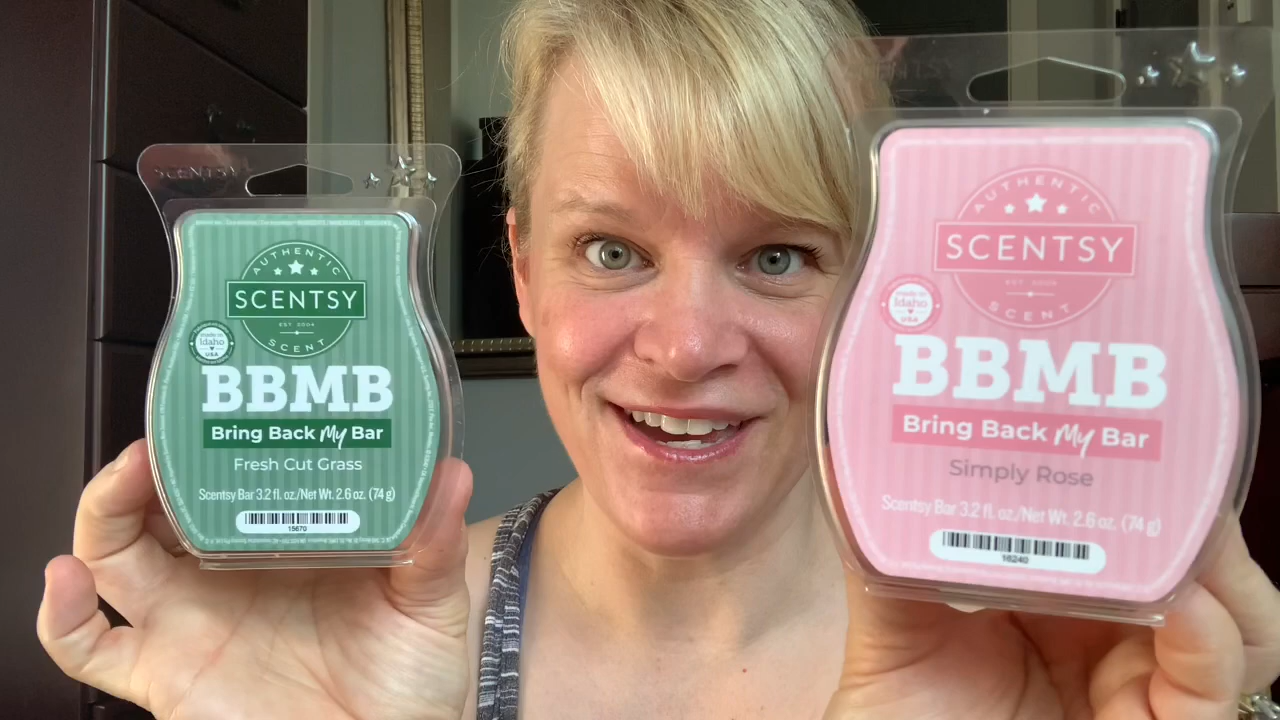 SCENTSY
AUTHENTIC
SCENTSY
EST. 2004
SCENT
made in
Idaho
USA
BBMB
Bring Back My Bar
Fresh Cut Grass
Scentsy Bar 3.2 fl. oz./Net Wt. 2.6 oz. (74 g)
15670
SCENTSY
AUTHENTIC
SCENTSY
EST. 2004
SCENT
made in
Idaho
USA
BBMB
Bring Back My Bar
Simply Rose
Scentsy Bar 3.2 fl. oz./Net Wt. 2.6 oz. (74 g)
16240